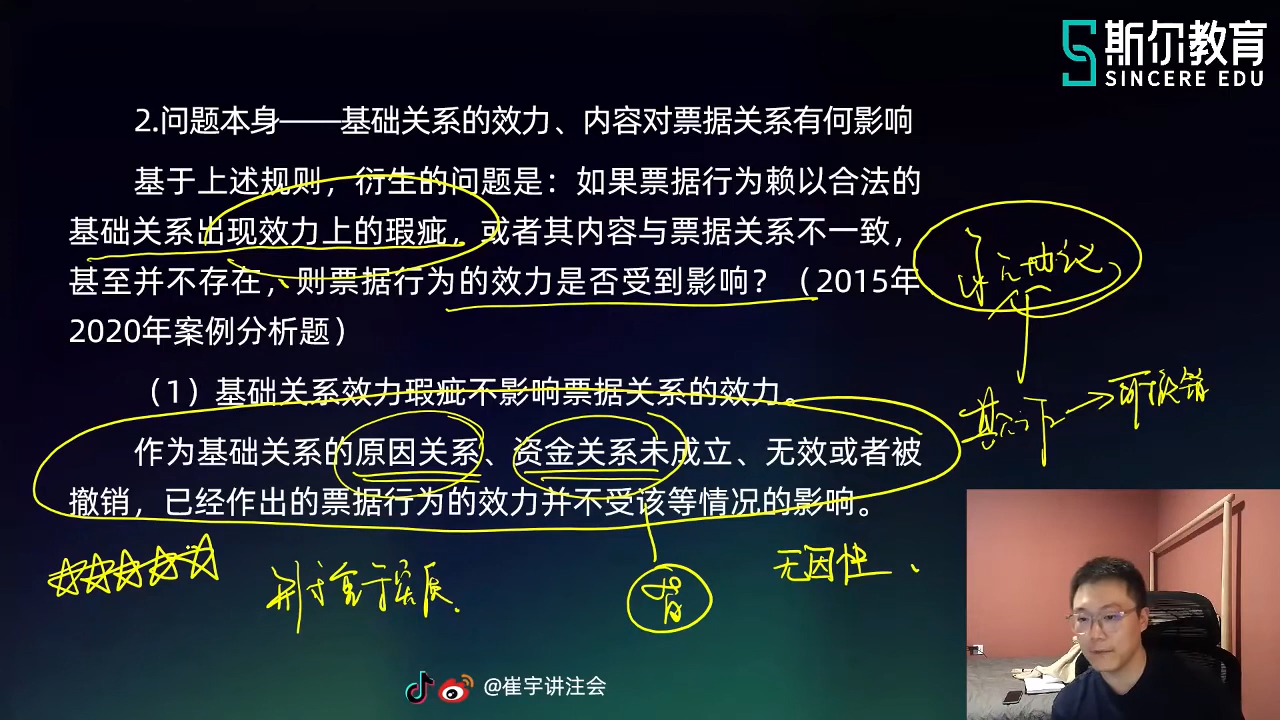 斯尔教育
SINCERE EDU
2.问题本身——基础关系的效力、内容对票据关系有何影响
基于上述规则，衍生的问题是：如果票据行为赖以合法的
基础关系出现效力上的瑕疵，或者其内容与票据关系不一致，
甚至并不存在，则票据行为的效力是否受到影响？（2015年
2020年案例分析题）
（1）基础关系效力瑕疵不影响票据关系的效力。
作为基础关系的原因关系、资金关系未成立、无效或者被
撤销，已经作出的票据行为的效力并不受该等情况的影响。
无因性
可撤销
@崔宇讲注会